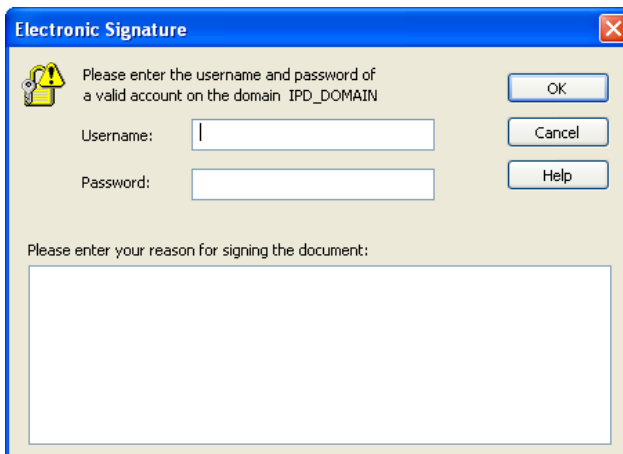 Electronic Signature
Please enter the username and password of
a valid account on the domain IPD_DOMAIN
OK
Username:
Cancel
Password:
Help
Please enter your reason for signing the document: